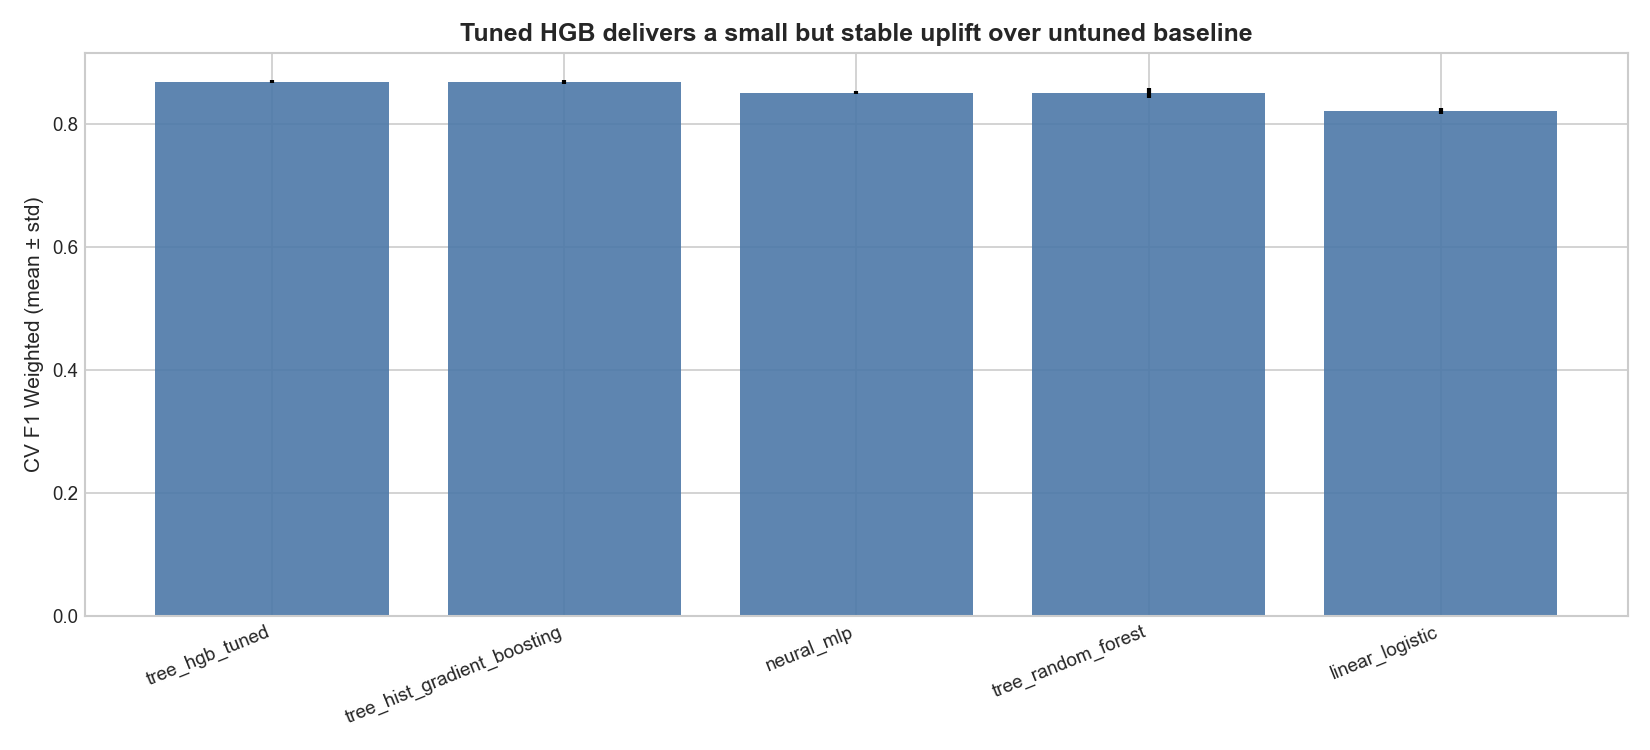 Tuned HGB delivers a small but stable uplift over untuned baseline
CV F1 Weighted (mean ± std)
0.8
0.6
0.4
0.2
0.0
tree_hgb_tuned
tree_hist_gradient_boosting
neural_mlp
tree_random_forest
linear_logistic